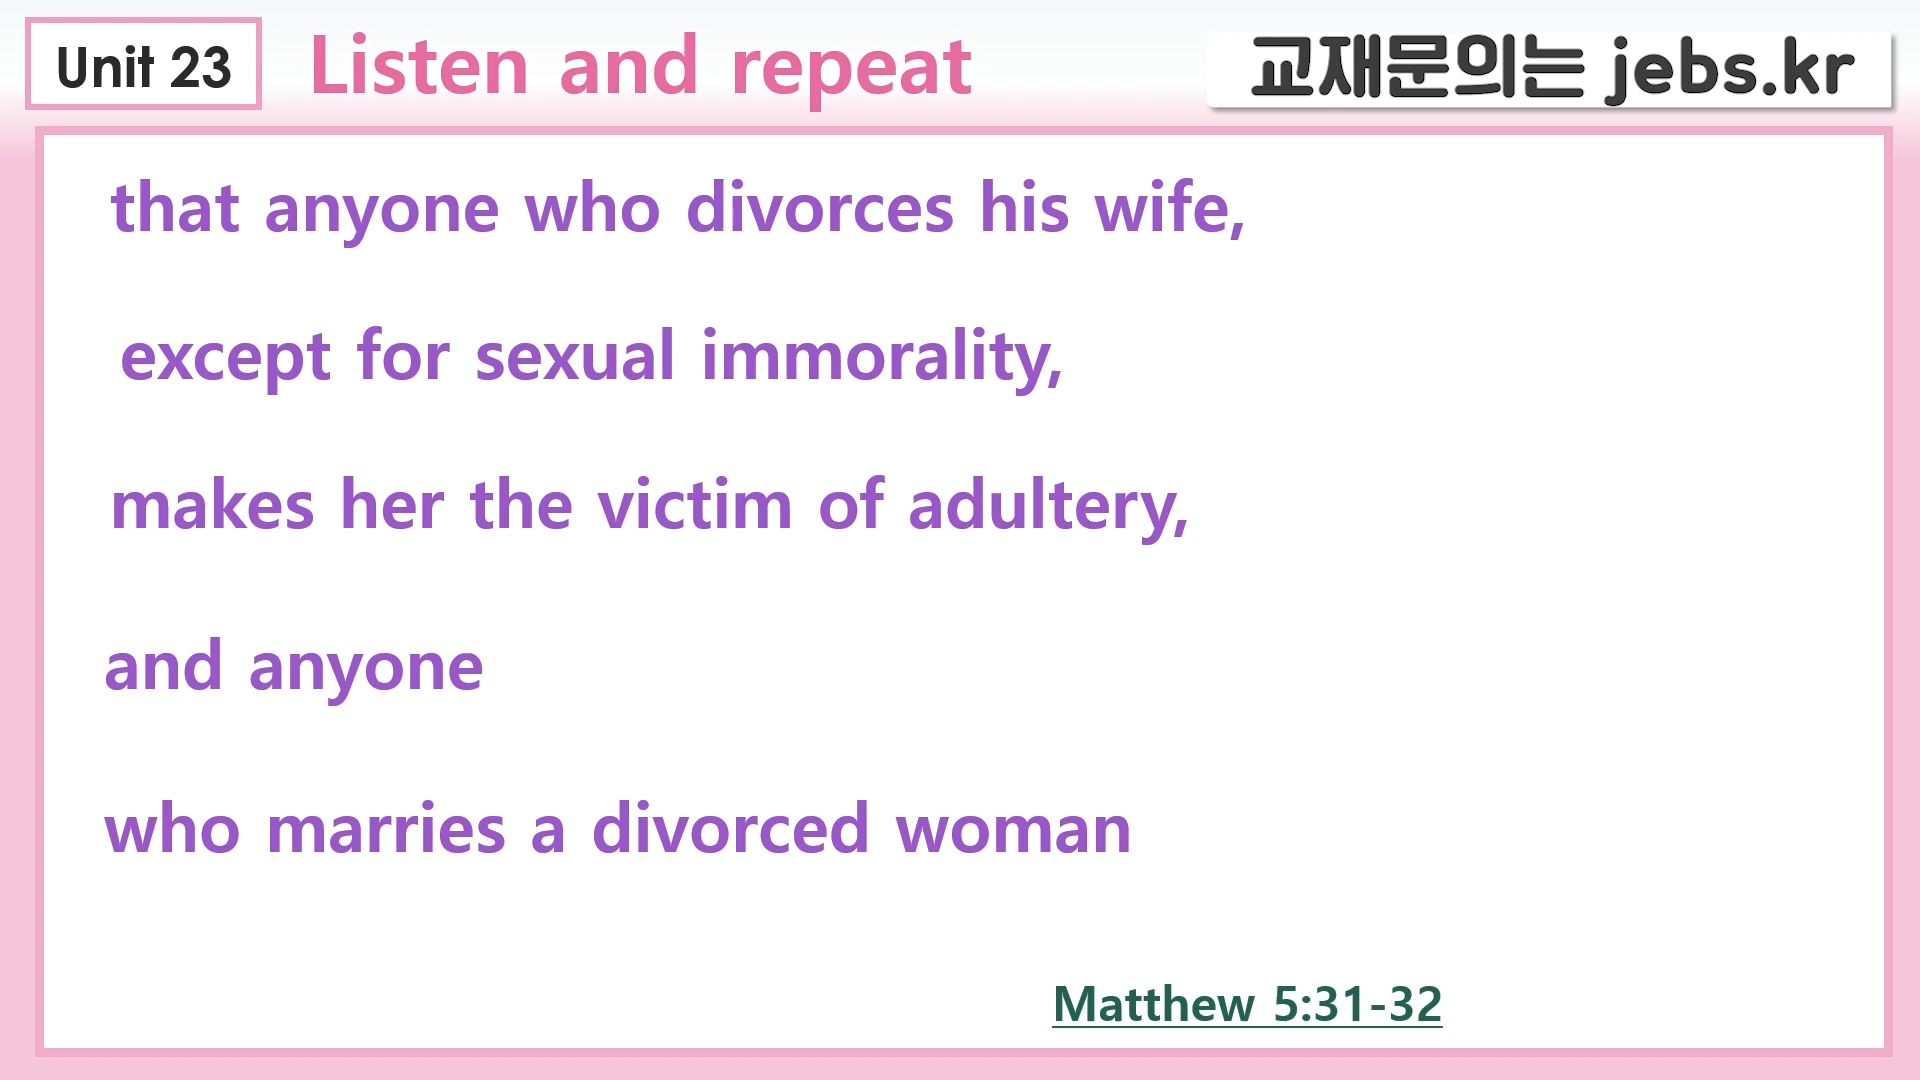 Unit 23
Listen and repeat
교재문의는 jebs.kr
that anyone who divorces his wife,
except for sexual immorality,
makes her the victim of adultery,
and anyone
who marries a divorced woman
Matthew 5:31-32